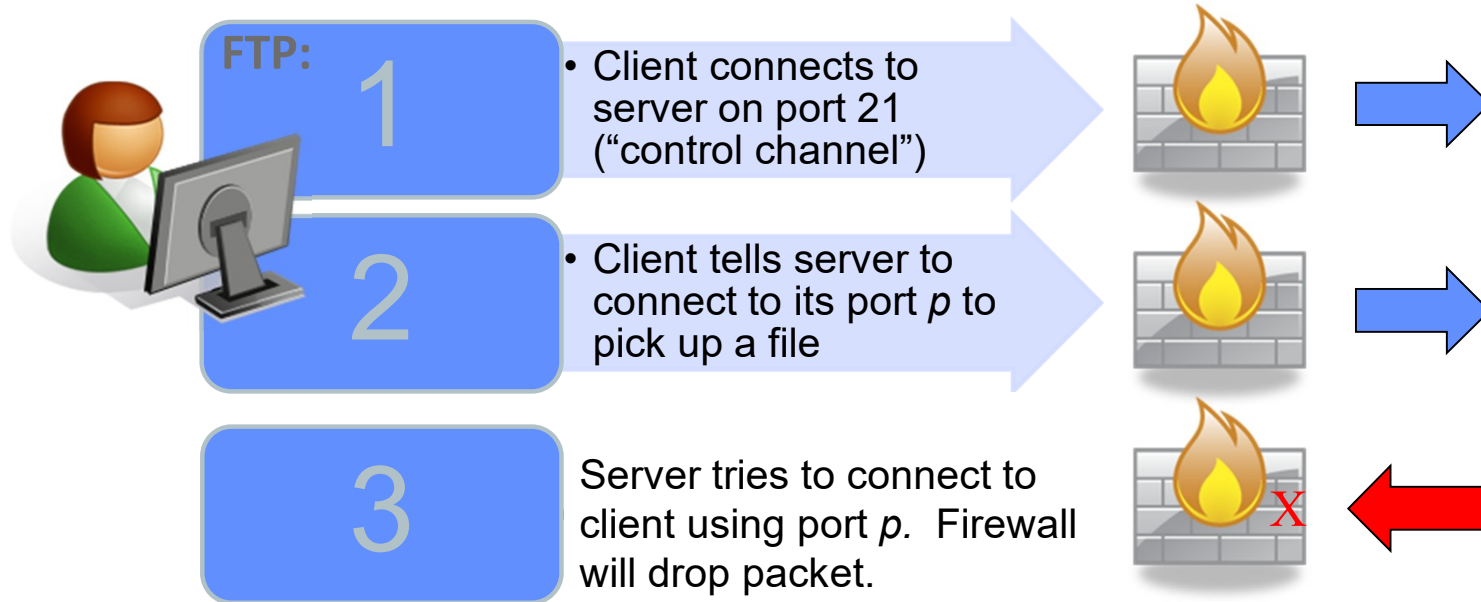 FTP:
1
• Client connects to
server on port 21
(“control channel”)
2
• Client tells server to
connect to its port p to
pick up a file
3
Server tries to connect to
client using port p. Firewall
will drop packet.
X